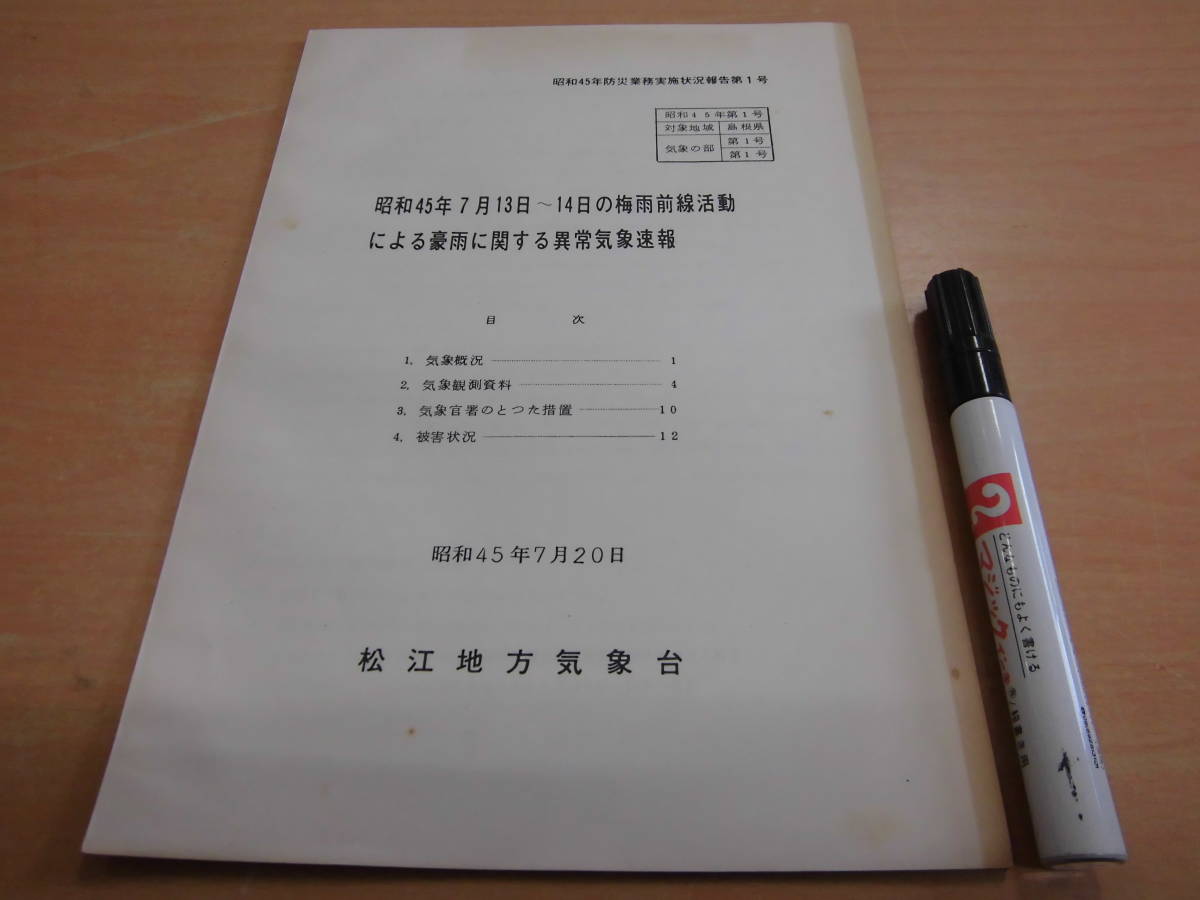 昭和45年防災業務実施状況報告第1号
昭和45年第1号
対象地域 島根県
気象の部 第1号
第1号
昭和45年7月13日~14日の梅雨前線活動
による豪雨に関する異常気象速報
目 次
1. 気象概況 1
2. 気象観測資料 4
3. 気象官署のとつた措置 10
4. 被害状況 12
昭和45年7月20日
松江地方気象台
どんなものにもよく書ける
マジックインキ